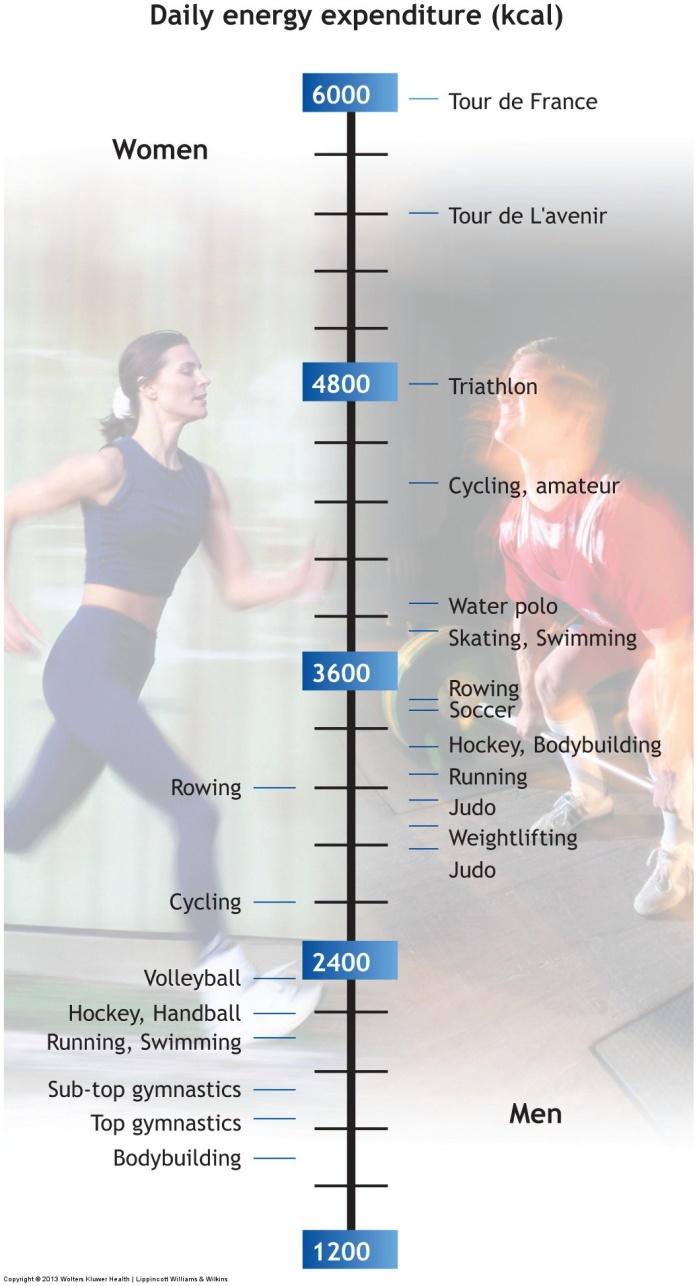 Daily energy expenditure (kcal)
6000
Tour de France
Women
Tour de L'avenir
4800
Triathlon
Cycling, amateur
Water polo
Skating, Swimming
3600
Rowing
Soccer
Hockey, Bodybuilding
Running
Rowing
Judo
Weightlifting
Judo
Cycling
2400
Volleyball
Hockey, Handball
Running, Swimming
Sub-top gymnastics
Men
Top gymnastics
Bodybuilding
1200
Copyright © 2013 Wolters Kluwer Health | Lippincott Williams & Wilkins